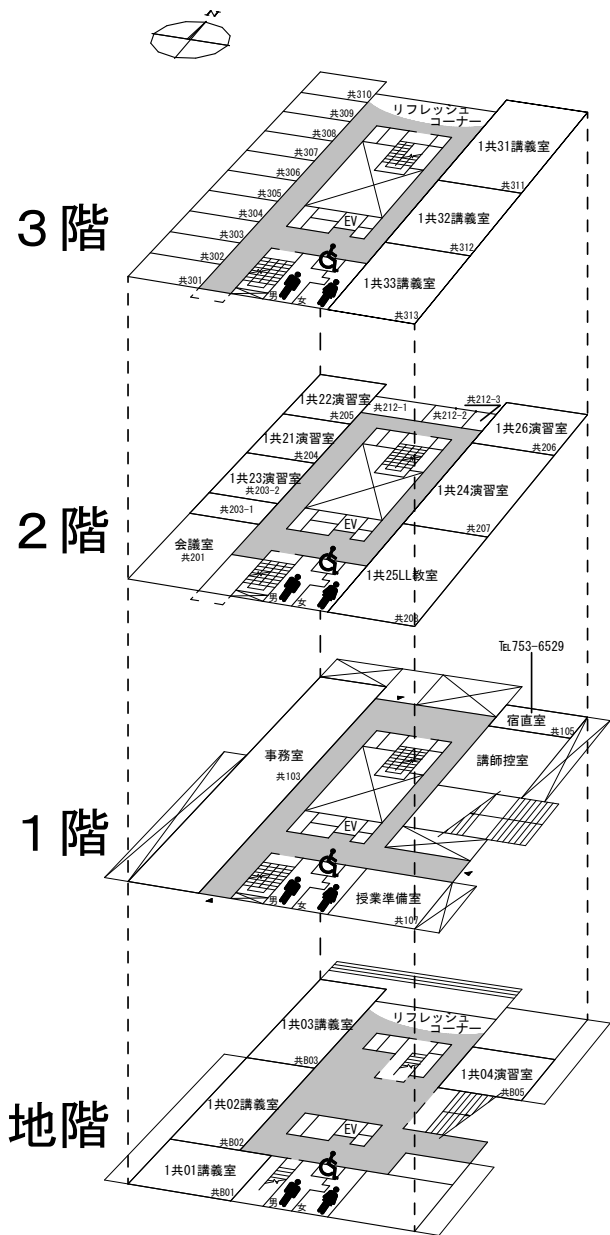 N
3階
共310
リフレッシュ
コーナー
共309
共308
1共31講義室
共307
共306
共311
共305
共304
EV
1共32講義室
共303
共312
共302
1共33講義室
共301
男
女
共313
2階
1共22演習室
共212-3
共212-1
共212-2
共205
1共26演習室
1共21演習室
共206
共204
1共23演習室
1共24演習室
共203-2
共203-1
EV
共207
会議室
共201
1共25LL教室
男
女
共208
1階
℡753-6529
宿直室
共105
事務室
講師控室
共103
EV
授業準備室
男
女
共107
地階
リフレッシュ
コーナー
1共03講義室
共B03
1共04演習室
共B05
1共02講義室
EV
共B02
1共01講義室
共B01
男
女